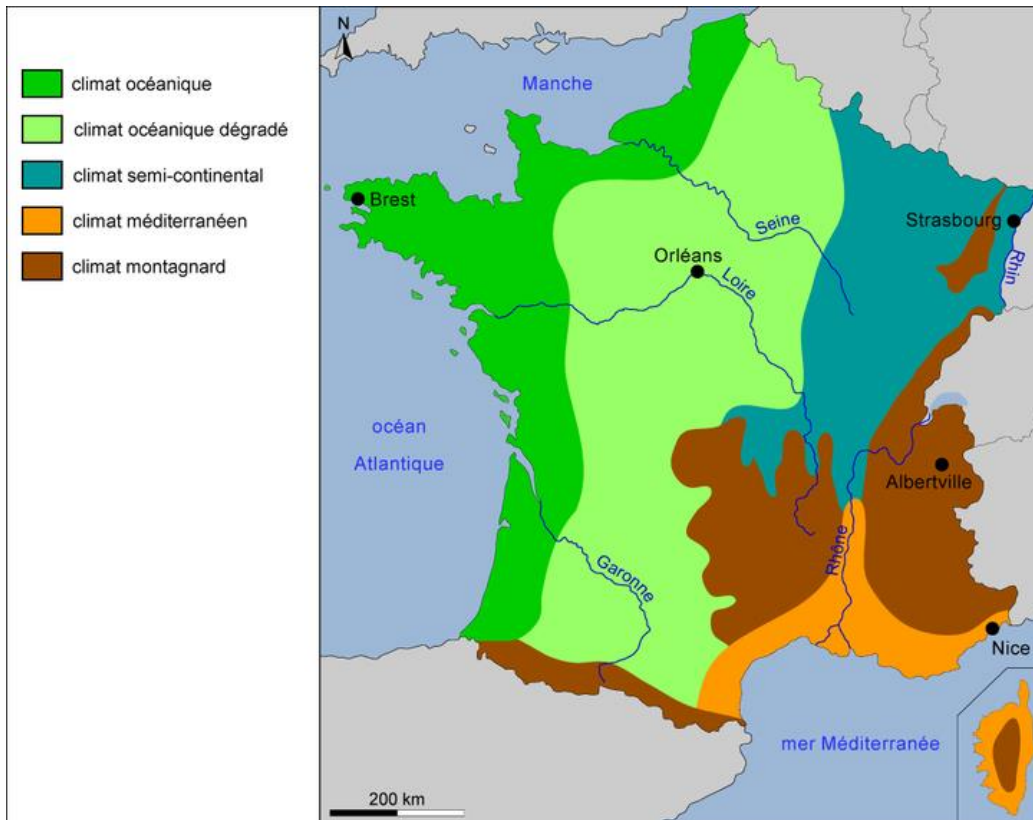 climat océanique
climat océanique dégradé
climat semi-continental
climat méditerranéen
climat montagnard
N
Manche
Brest
Strasbourg
Seine
Rhin
Orléans
Loire
océan
Atlantique
Albertville
Rhône
Garonne
Nice
mer Méditerranée
200 km